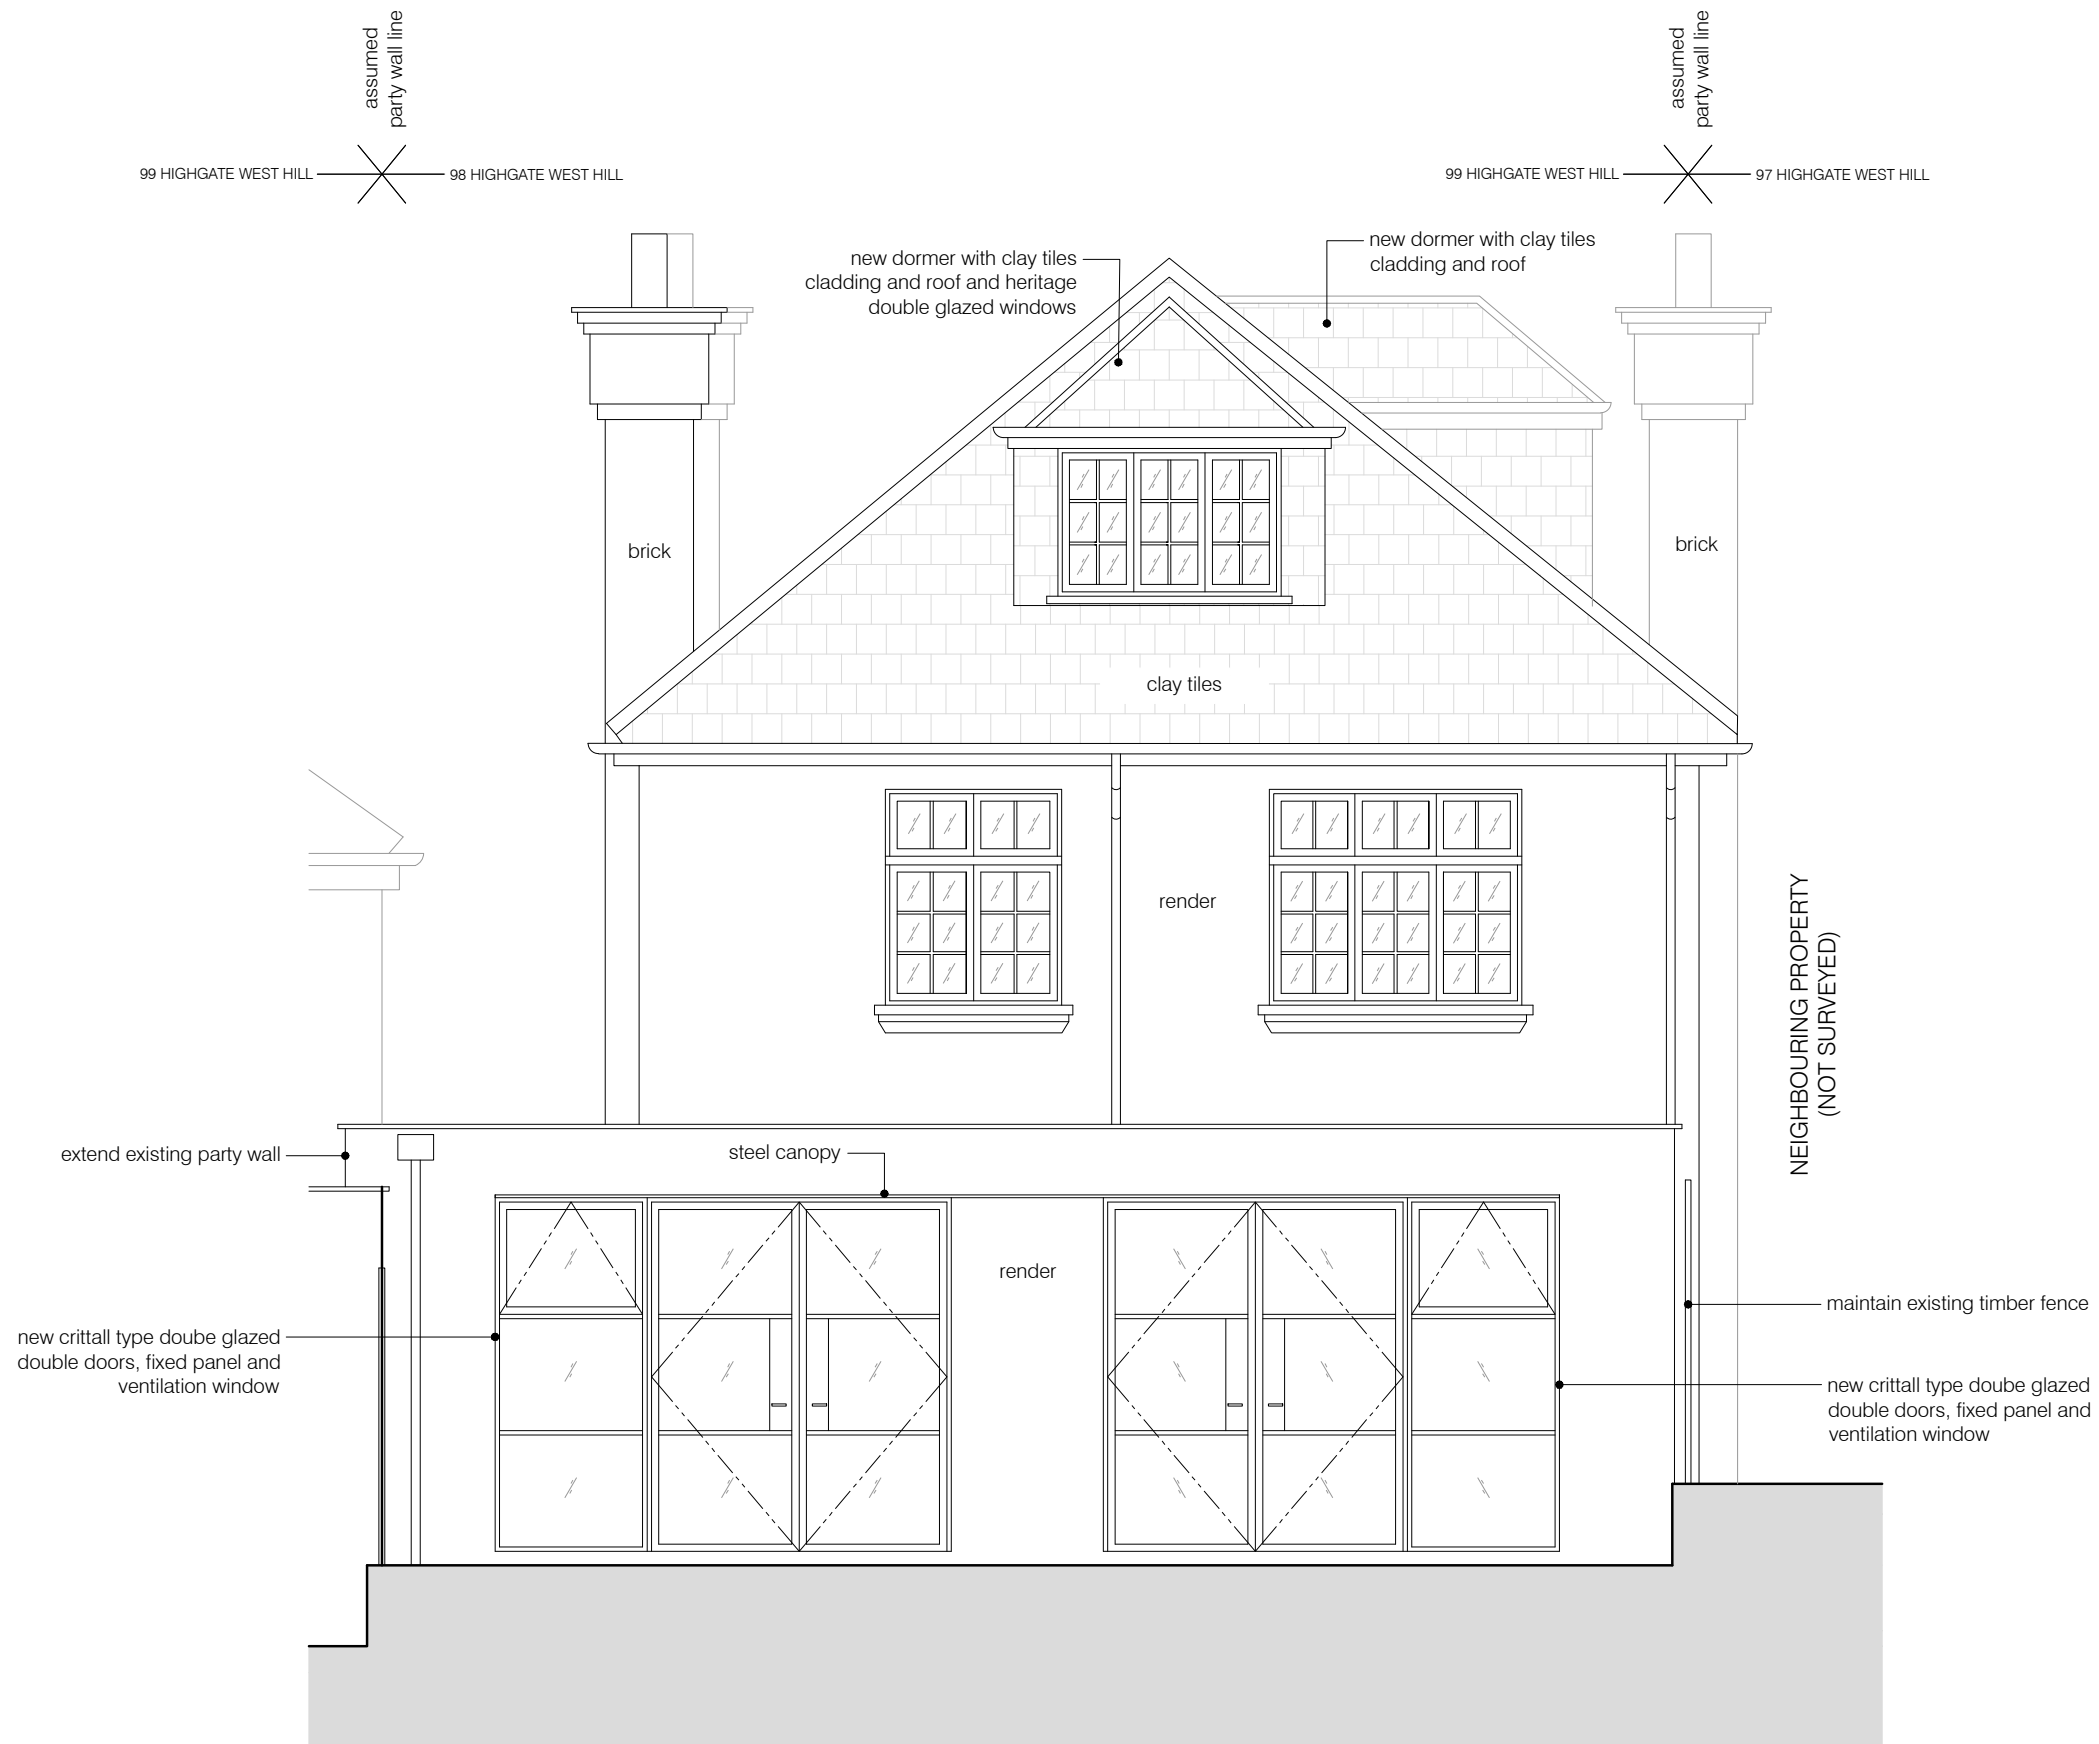 assumed
party wall line
assumed
party wall line
99 HIGHGATE WEST HILL
98 HIGHGATE WEST HILL
99 HIGHGATE WEST HILL
97 HIGHGATE WEST HILL
new dormer with clay tiles
cladding and roof and heritage
double glazed windows
new dormer with clay tiles
cladding and roof
brick
brick
clay tiles
render
NEIGHBOURING PROPERTY
(NOT SURVEYED)
extend existing party wall
steel canopy
render
maintain existing timber fence
new crittall type doube glazed
double doors, fixed panel and
ventilation window
new crittall type doube glazed
double doors, fixed panel and
ventilation window